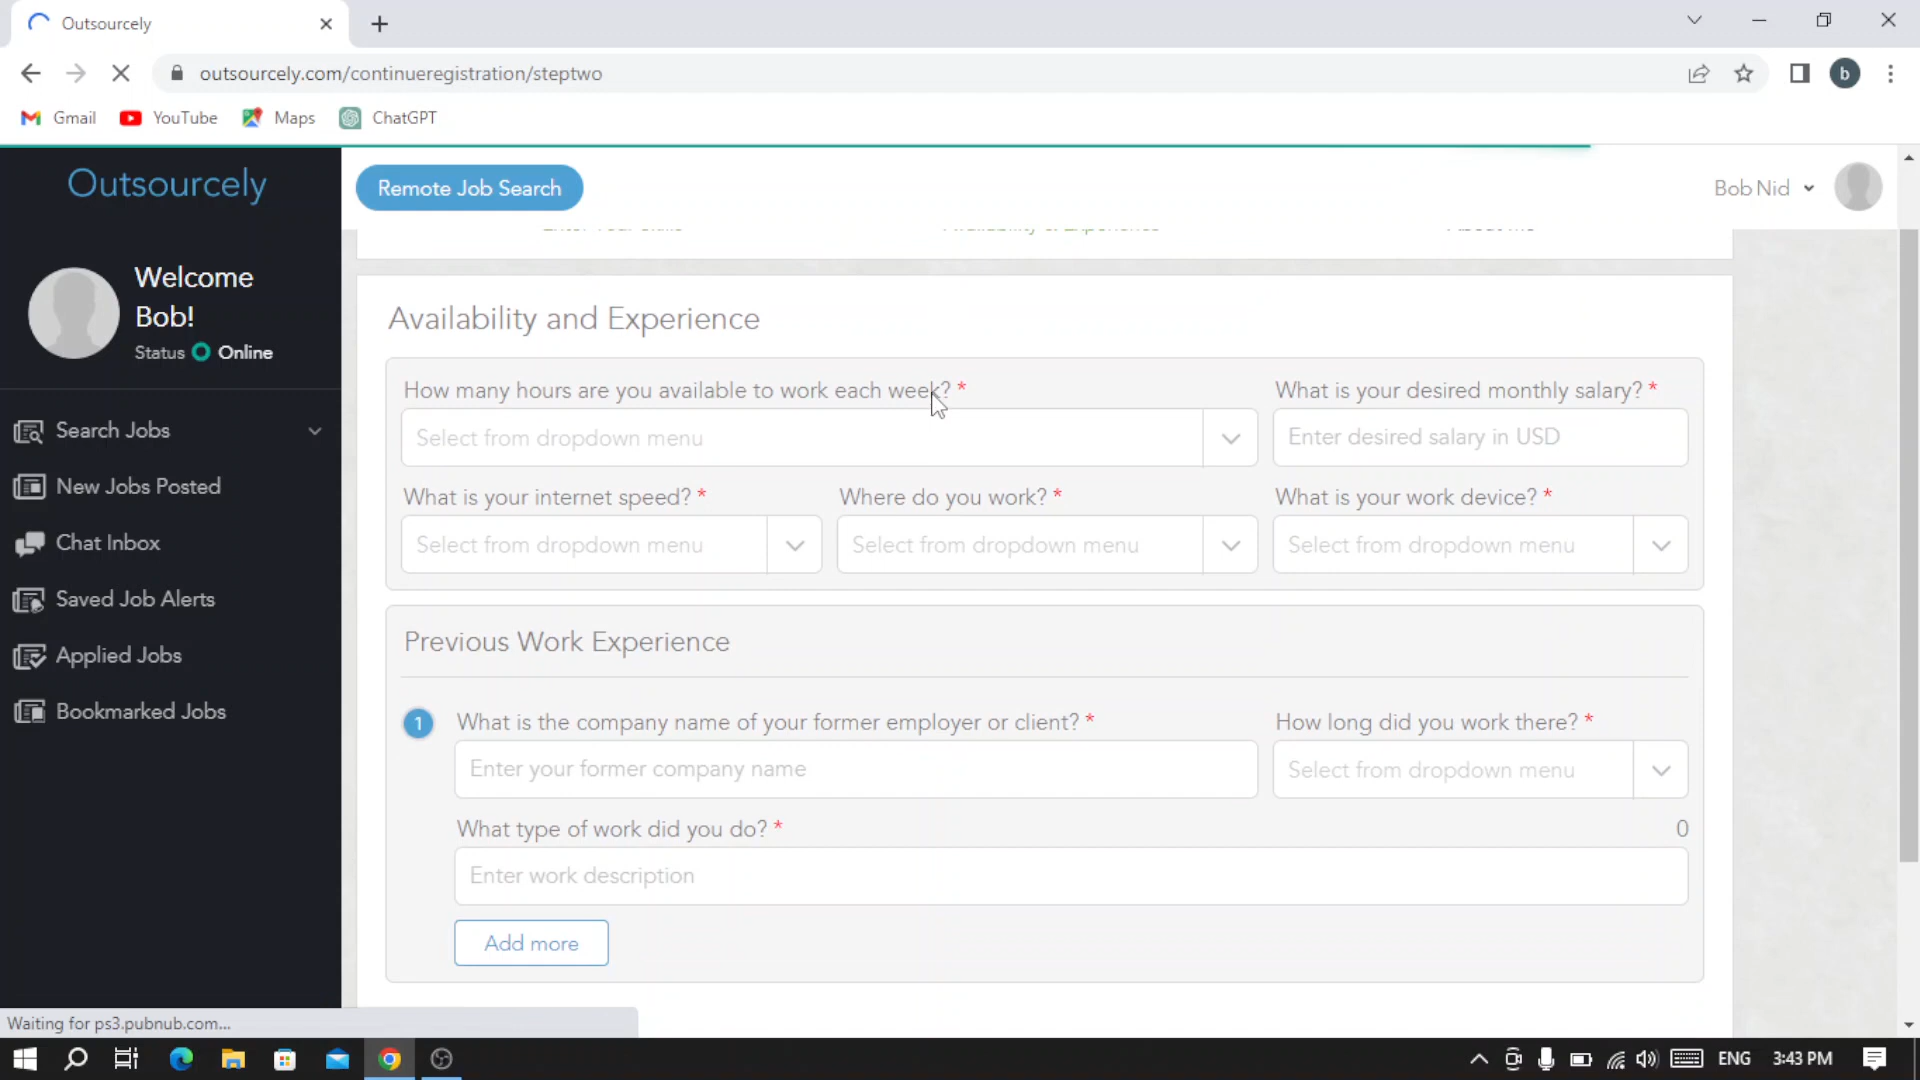 Outsourcely
outsourcely.com/continueregistration/steptwo
b
Gmail
YouTube
Maps
ChatGPT
Outsourcely
Remote Job Search
Bob Nid
Welcome
Bob!
Status Online
Search Jobs
New Jobs Posted
Chat Inbox
Saved Job Alerts
Applied Jobs
Bookmarked Jobs
Availability and Experience
How many hours are you available to work each week? *
What is your desired monthly salary? *
Select from dropdown menu
Enter desired salary in USD
What is your internet speed? *
Where do you work? *
What is your work device? *
Select from dropdown menu
Select from dropdown menu
Select from dropdown menu
Previous Work Experience
1
What is the company name of your former employer or client? *
How long did you work there? *
Enter your former company name
Select from dropdown menu
What type of work did you do? *
0
Enter work description
Add more
Waiting for ps3.pubnub.com...
ENG
3:43 PM